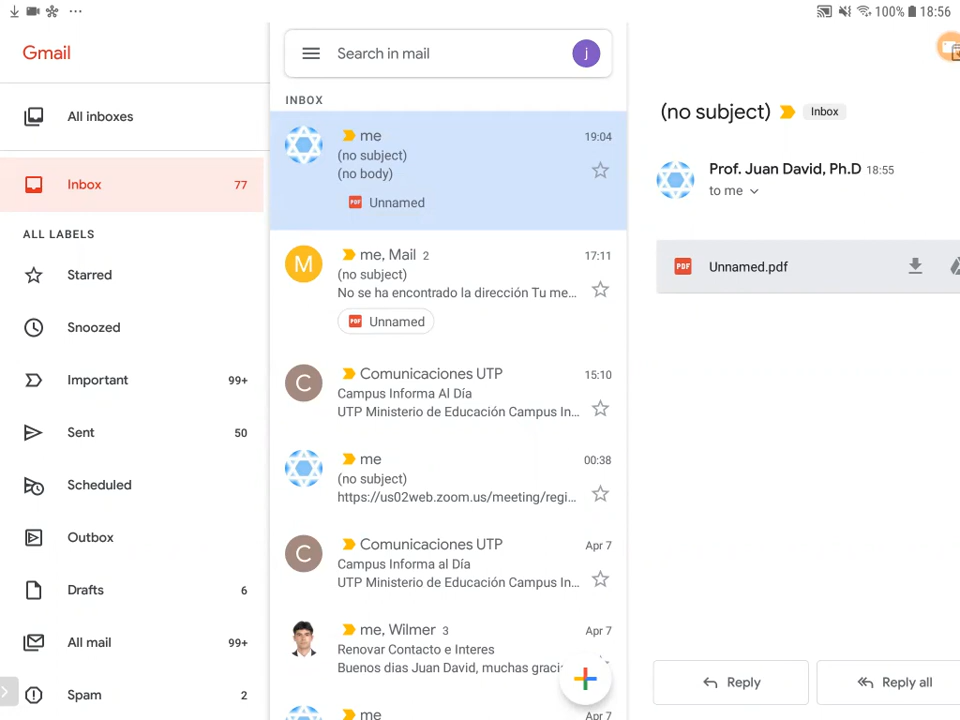 100% 18:56
Gmail
All inboxes
Inbox 77
ALL LABELS
Starred
Snoozed
Important 99+
Sent 50
Scheduled
Outbox
Drafts 6
All mail 99+
Spam 2
Search in mail j
INBOX
me 19:04
(no subject)
(no body)
PDF Unnamed
M me, Mail 2 17:11
(no subject)
No se ha encontrado la dirección Tu me...
PDF Unnamed
C Comunicaciones UTP 15:10
Campus Informa Al Día
UTP Ministerio de Educación Campus In...
me 00:38
(no subject)
https://us02web.zoom.us/meeting/regi...
C Comunicaciones UTP Apr 7
Campus Informa al Día
UTP Ministerio de Educación Campus In...
me, Wilmer 3 Apr 7
Renovar Contacto e Interes
Buenos dias Juan David, muchas graci
me Apr 7
(no subject) Inbox
Prof. Juan David, Ph.D 18:55
to me
PDF Unnamed.pdf
Reply
Reply all